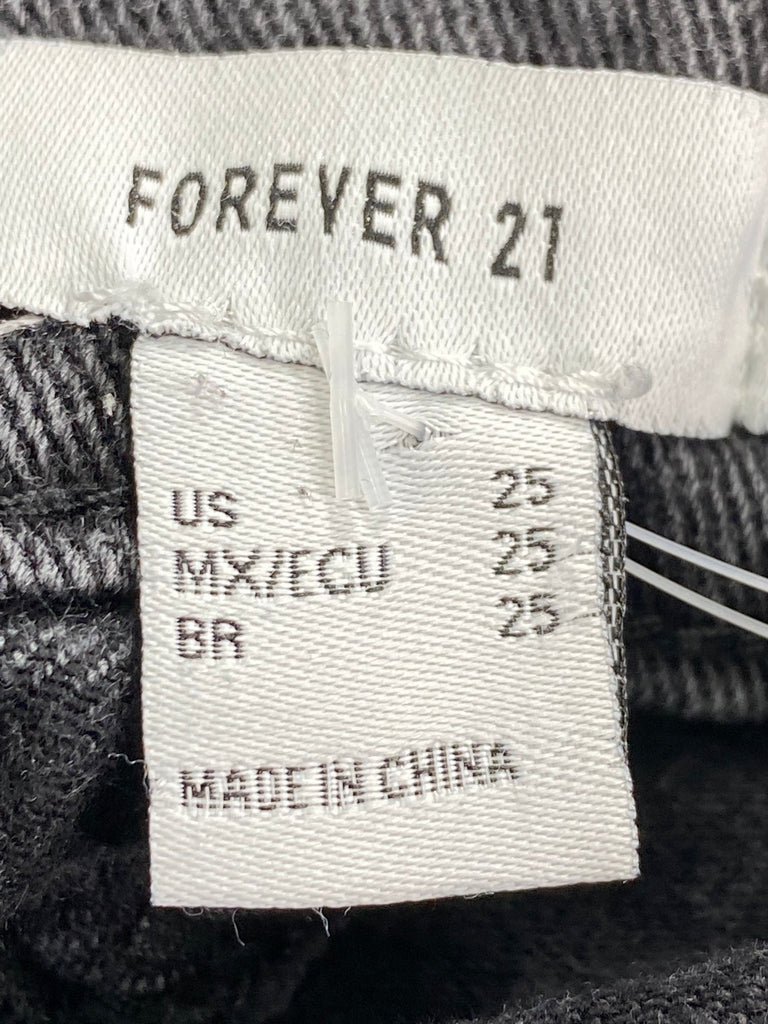 FOREVER 21
US 25
MX/ECU 25
BR 25
MADE IN CHINA